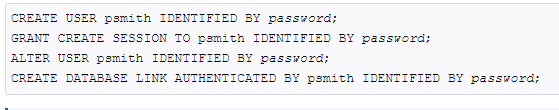 CREATE USER psmith IDENTIFIED BY password;
GRANT CREATE SESSION TO psmith IDENTIFIED BY password;
ALTER USER psmith IDENTIFIED BY password;
CREATE DATABASE LINK AUTHENTICATED BY psmith IDENTIFIED BY password;